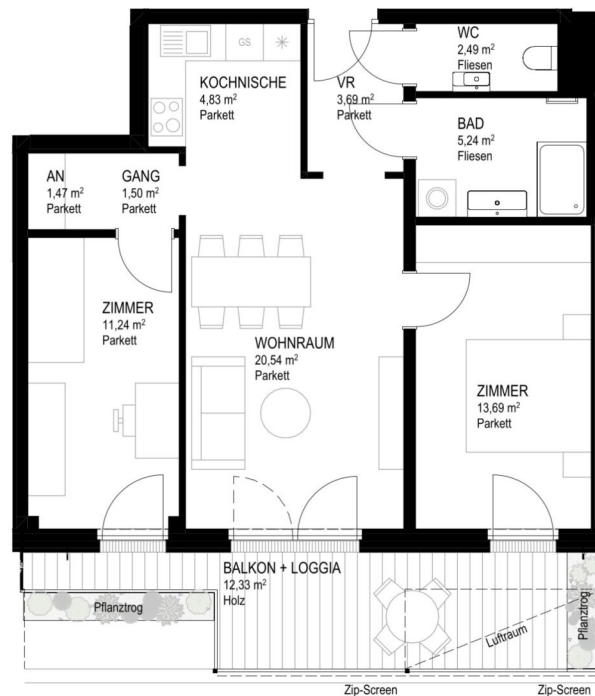 WC
2,49 m²
Fliesen
GS
KOCHNISCHE
4,83 m²
Parkett
VR
3,69 m²
Parkett
BAD
5,24 m²
Fliesen
AN
1,47 m²
Parkett
GANG
1,50 m²
Parkett
ZIMMER
11,24 m²
Parkett
WOHNRAUM
20,54 m²
Parkett
ZIMMER
13,69 m²
Parkett
BALKON + LOGGIA
12,33 m²
Holz
Pflanztrog
Luftraum
Pflanztrog
Zip-Screen
Zip-Screen